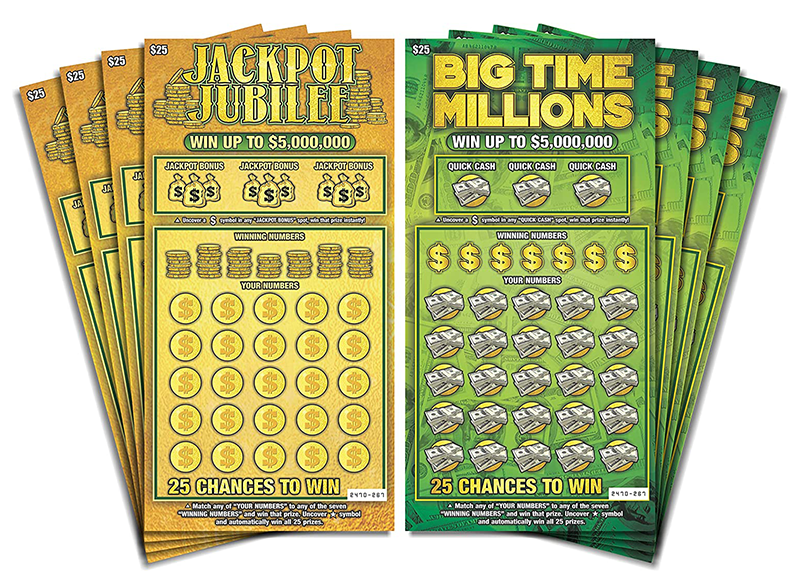 $25
$25
$25
$25
JACKPOT
JUBILEE
WIN UP TO $5,000,000
JACKPOT BONUS JACKPOT BONUS JACKPOT BONUS
Uncover a $ symbol in any "JACKPOT BONUS" spot, win that prize instantly!
WINNING NUMBERS
YOUR NUMBERS
25 CHANCES TO WIN
2470-267
Match any of "YOUR NUMBERS" to any of the seven
"WINNING NUMBERS" and win that prize. Uncover ★ symbol
and automatically win all 25 prizes.
$25
BIG TIME
MILLIONS
WIN UP TO $5,000,000
QUICK CASH QUICK CASH QUICK CASH
Uncover a $ symbol in any "QUICK CASH" spot, win that prize instantly!
WINNING NUMBERS
YOUR NUMBERS
25 CHANCES TO WIN
2470-267
Match any of "YOUR NUMBERS" to any of the seven
"WINNING NUMBERS" and win that prize. Uncover ★ symbol
and automatically win all 25 prizes.